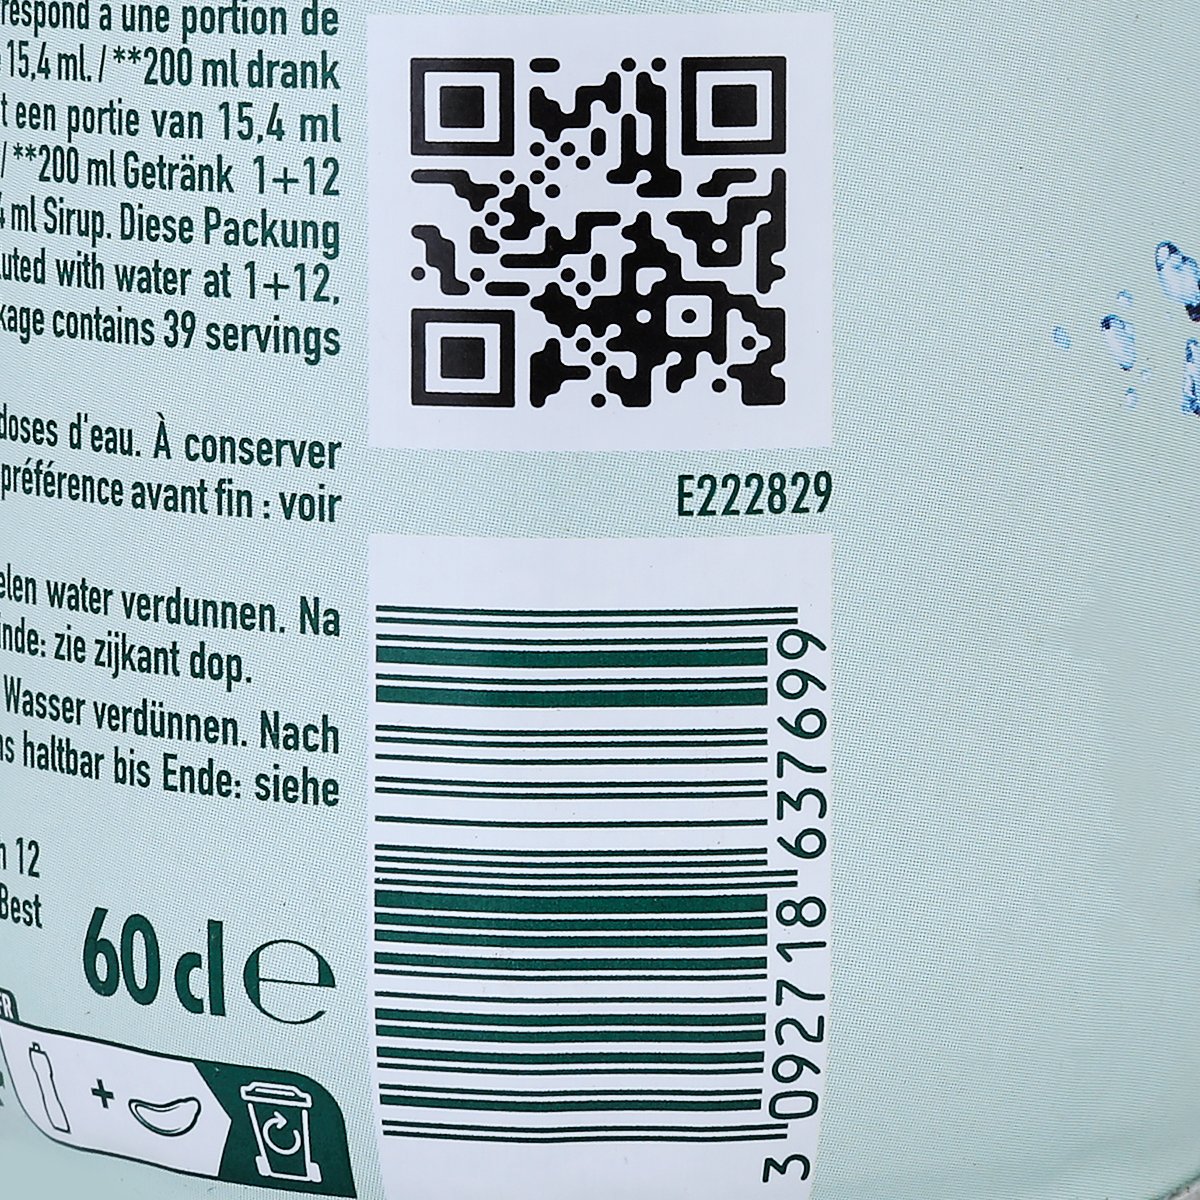 respond à une portion de
15,4 ml. / **200 ml drank
t een portie van 15,4 ml
/ **200 ml Getränk 1+12
ml Sirup. Diese Packung
uted with water at 1+12,
kage contains 39 servings
doses d'eau. À conserver
préférence avant fin : voir
elen water verdunnen. Na
inde: zie zijkant dop.
Wasser verdünnen. Nach
ns haltbar bis Ende: siehe
12
Best
60 cl e
FR
+
E222829
3 092718 637699